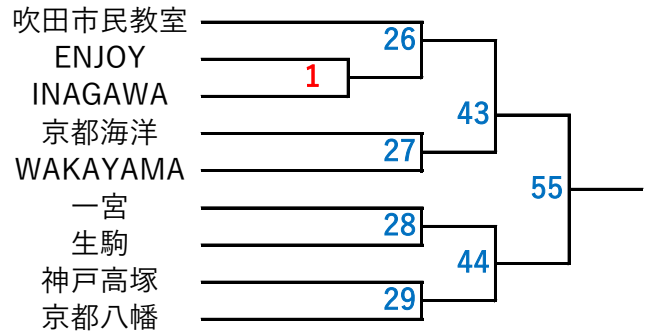 吹田市民教室
26
ENJOY
1
INAGAWA
43
京都海洋
27
WAKAYAMA
55
一宮
28
生駒
44
神戸高塚
29
京都八幡